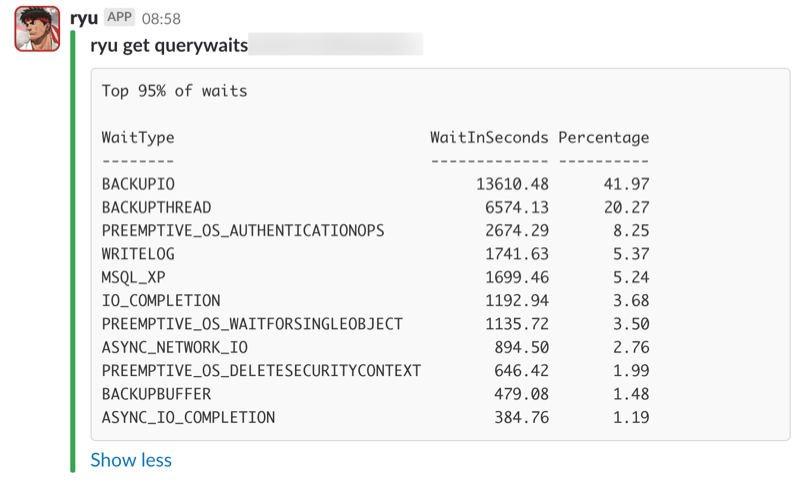 ryu APP 08:58
ryu get querywaits
Top 95% of waits
WaitType WaitInSeconds Percentage
-------- ------------- ----------
BACKUPIO 13610.48 41.97
BACKUPTHREAD 6574.13 20.27
PREEMPTIVE_OS_AUTHENTICATIONOPS 2674.29 8.25
WRITELOG 1741.63 5.37
MSQL_XP 1699.46 5.24
IO_COMPLETION 1192.94 3.68
PREEMPTIVE_OS_WAITFORSINGLEOBJECT 1135.72 3.50
ASYNC_NETWORK_IO 894.50 2.76
PREEMPTIVE_OS_DELETESECURITYCONTEXT 646.42 1.99
BACKUPBUFFER 479.08 1.48
ASYNC_IO_COMPLETION 384.76 1.19
Show less